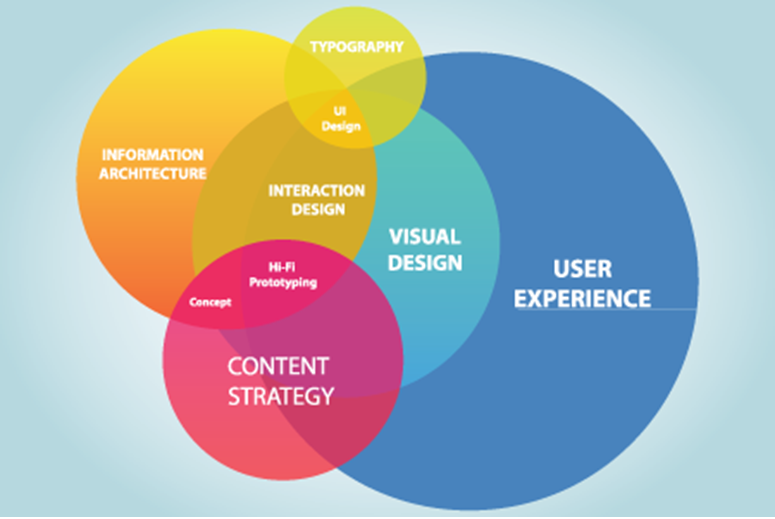 TYPOGRAPHY
UI
Design
INFORMATION
ARCHITECTURE
INTERACTION
DESIGN
VISUAL
DESIGN
USER
EXPERIENCE
Hi-Fi
Prototyping
Concept
CONTENT
STRATEGY